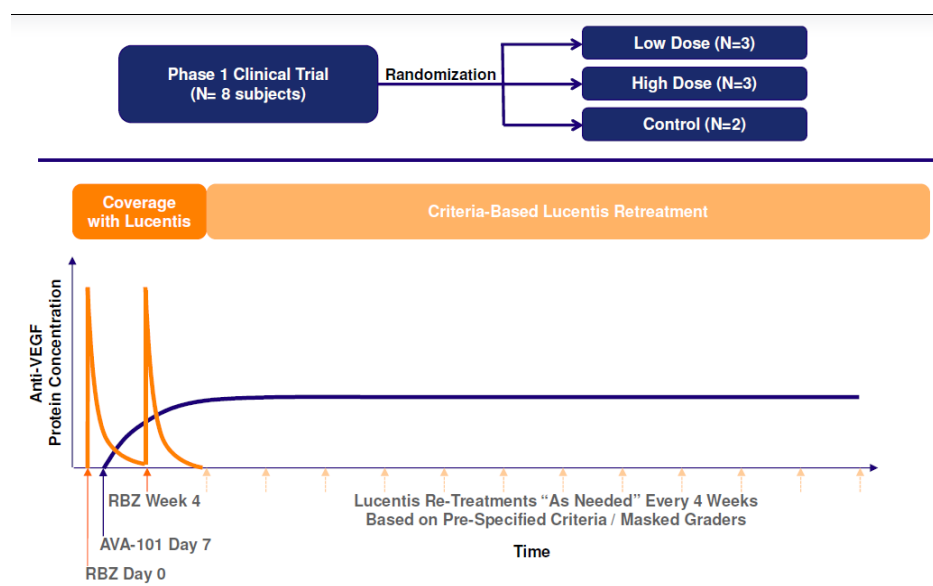 Phase 1 Clinical Trial
(N= 8 subjects)
Randomization
Low Dose (N=3)
High Dose (N=3)
Control (N=2)
Coverage
with Lucentis
Criteria-Based Lucentis Retreatment
Anti-VEGF
Protein Concentration
RBZ Week 4
AVA-101 Day 7
RBZ Day 0
Lucentis Re-Treatments “As Needed” Every 4 Weeks
Based on Pre-Specified Criteria / Masked Graders
Time